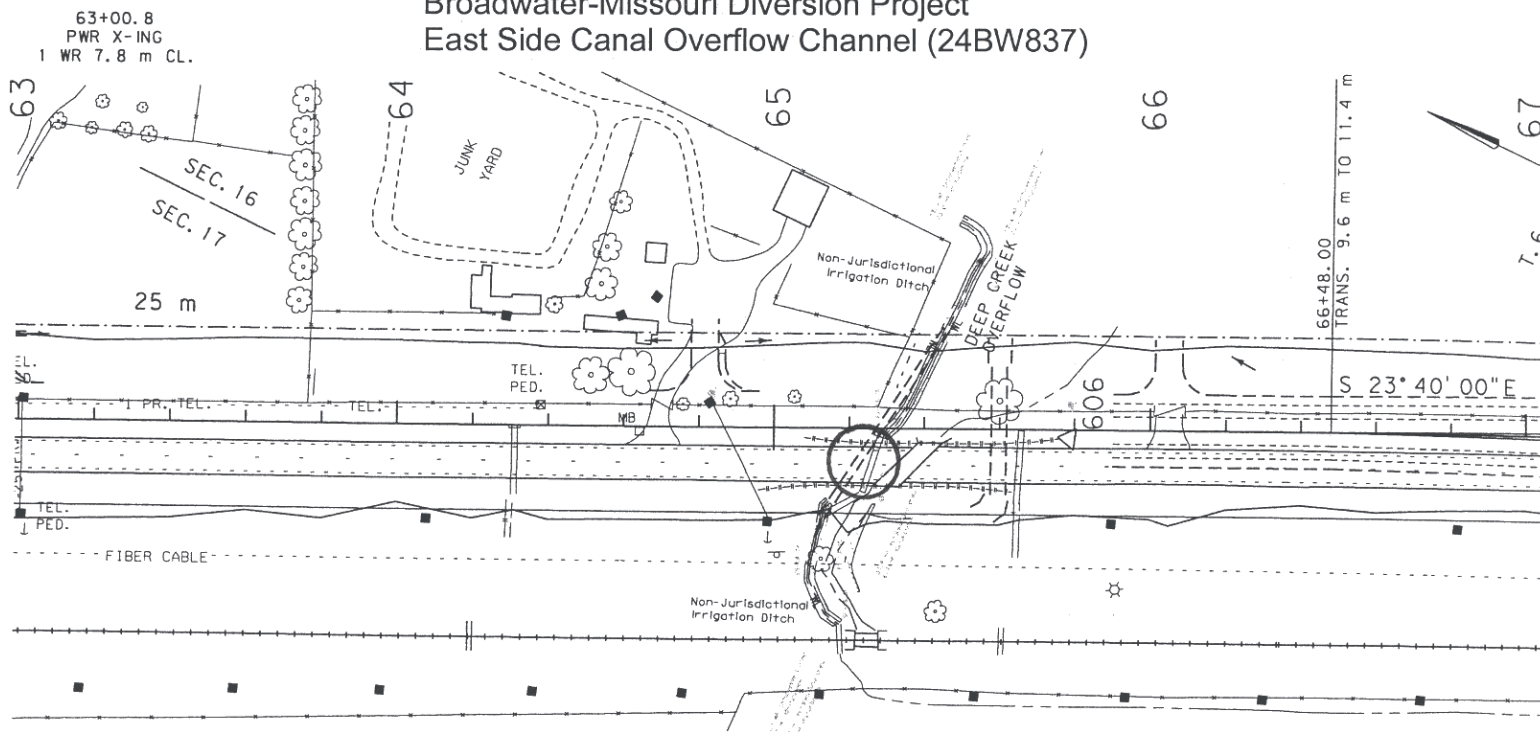 Broadwater-Missouri Diversion Project
East Side Canal Overflow Channel (24BW837)
63+00.8
PWR X-ING
1 WR 7.8 m CL.
63
64
65
66
67
SEC. 16
SEC. 17
JUNK
YARD
25 m
Non-Jurisdictional
Irrigation Ditch
DEEP CREEK
OVERFLOW
66+48.00
TRANS. 9.6 m TO 11.4 m
T. 6
TEL.
PED.
S 23°40'00"E
1 PR. TEL.
TEL.
MB
606
TEL.
PED.
P
FIBER CABLE
Non-Jurisdictional
Irrigation Ditch